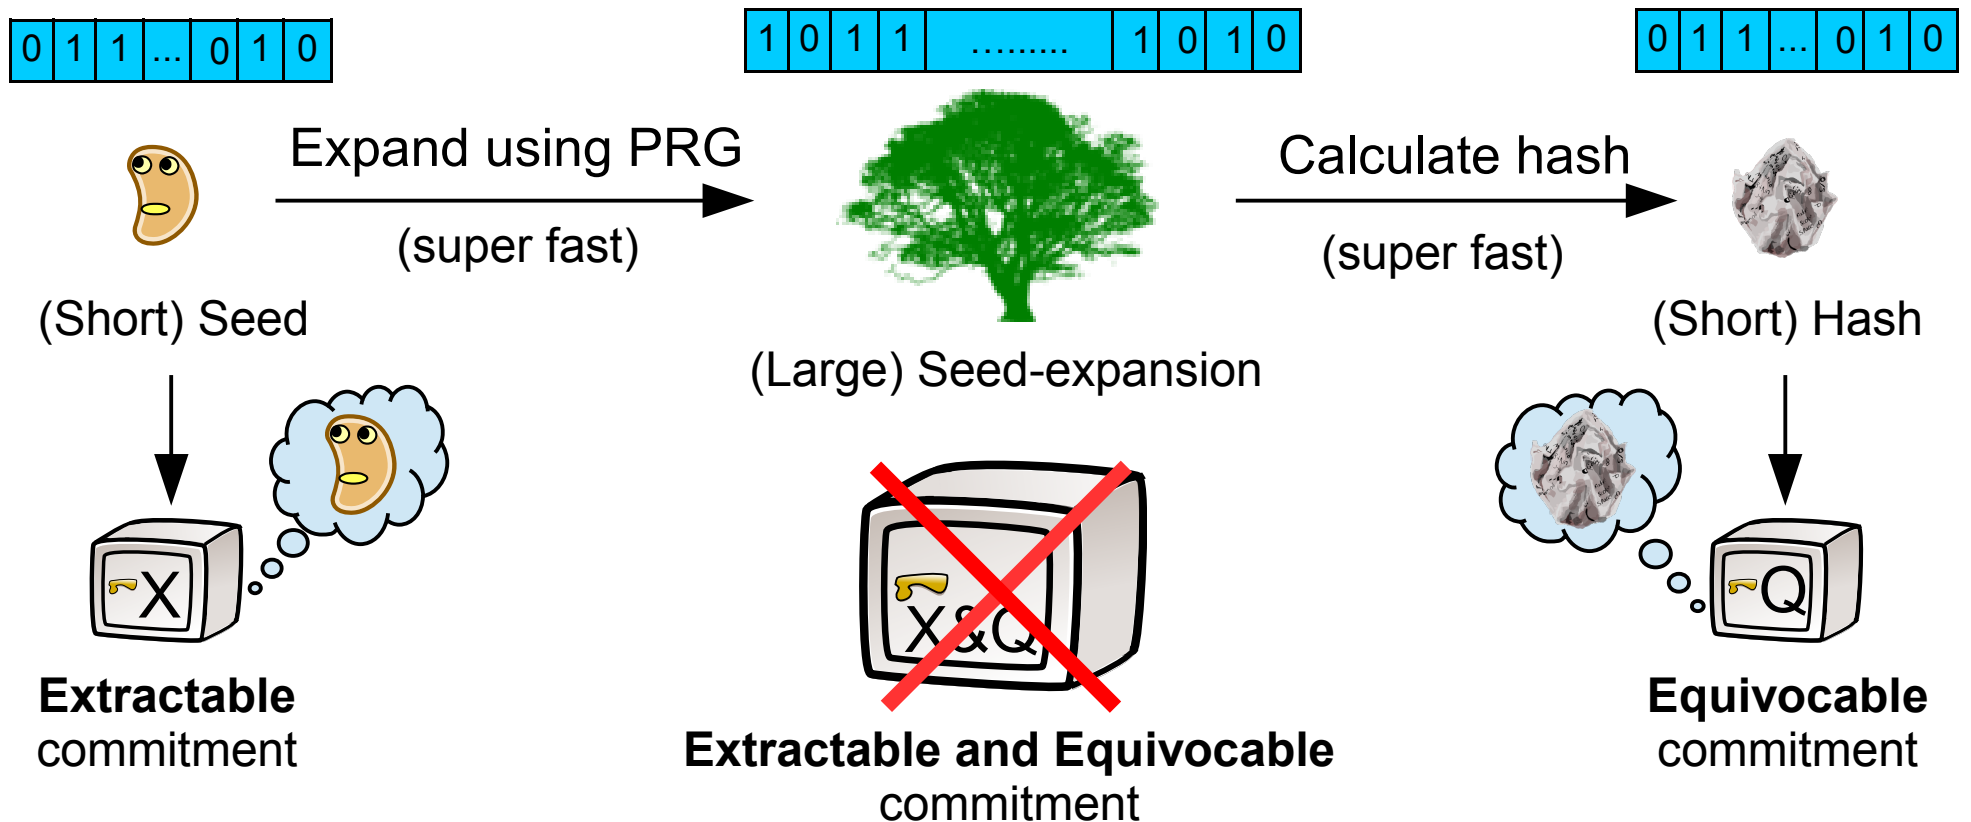 0 1 1 ... 0 1 0
1 0 1 1 ......... 1 0 1 0
0 1 1 ... 0 1 0
Expand using PRG
(super fast)
Calculate hash
(super fast)
(Short) Seed
(Large) Seed-expansion
(Short) Hash
X
X&Q
Q
Extractable
commitment
Extractable and Equivocable
commitment
Equivocable
commitment